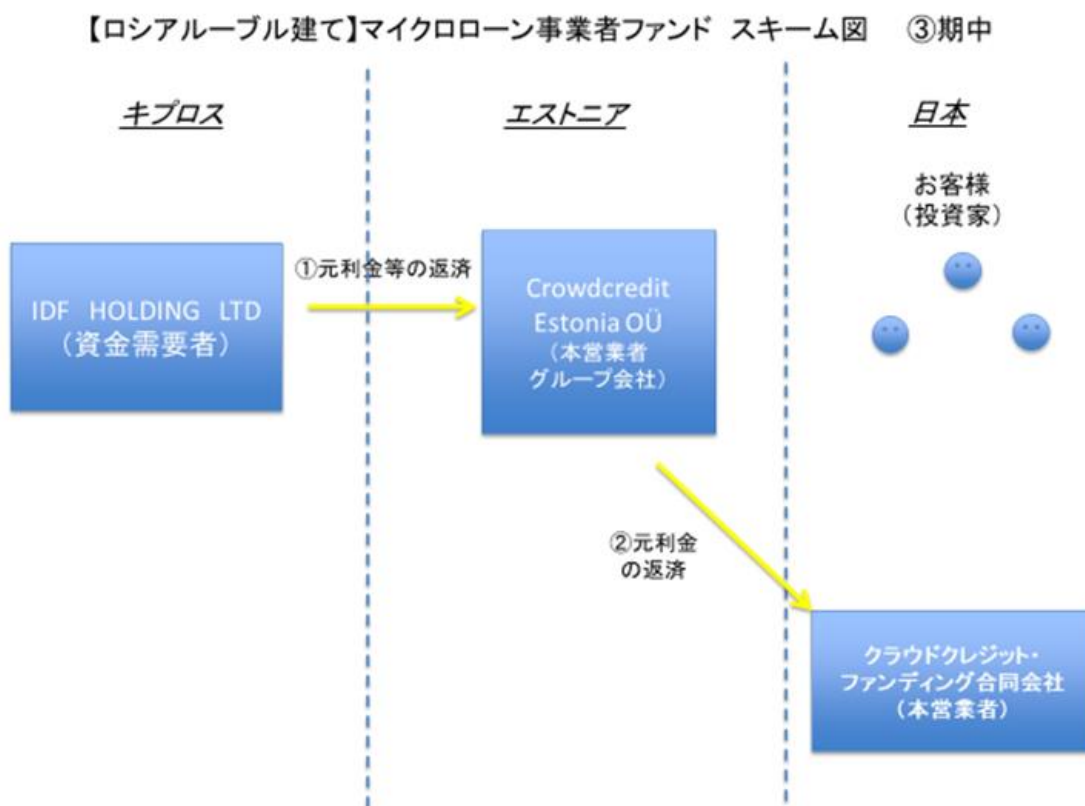 【ロシアルーブル建て】マイクロローン事業者ファンド スキーム図 ③期中
キプロス
エストニア
日本
お客様
（投資家）
①元利金等の返済
IDF HOLDING LTD
（資金需要者）
Crowdcredit
Estonia OÜ
（本営業者
グループ会社）
②元利金
の返済
クラウドクレジット・
ファンディング合同会社
（本営業者）